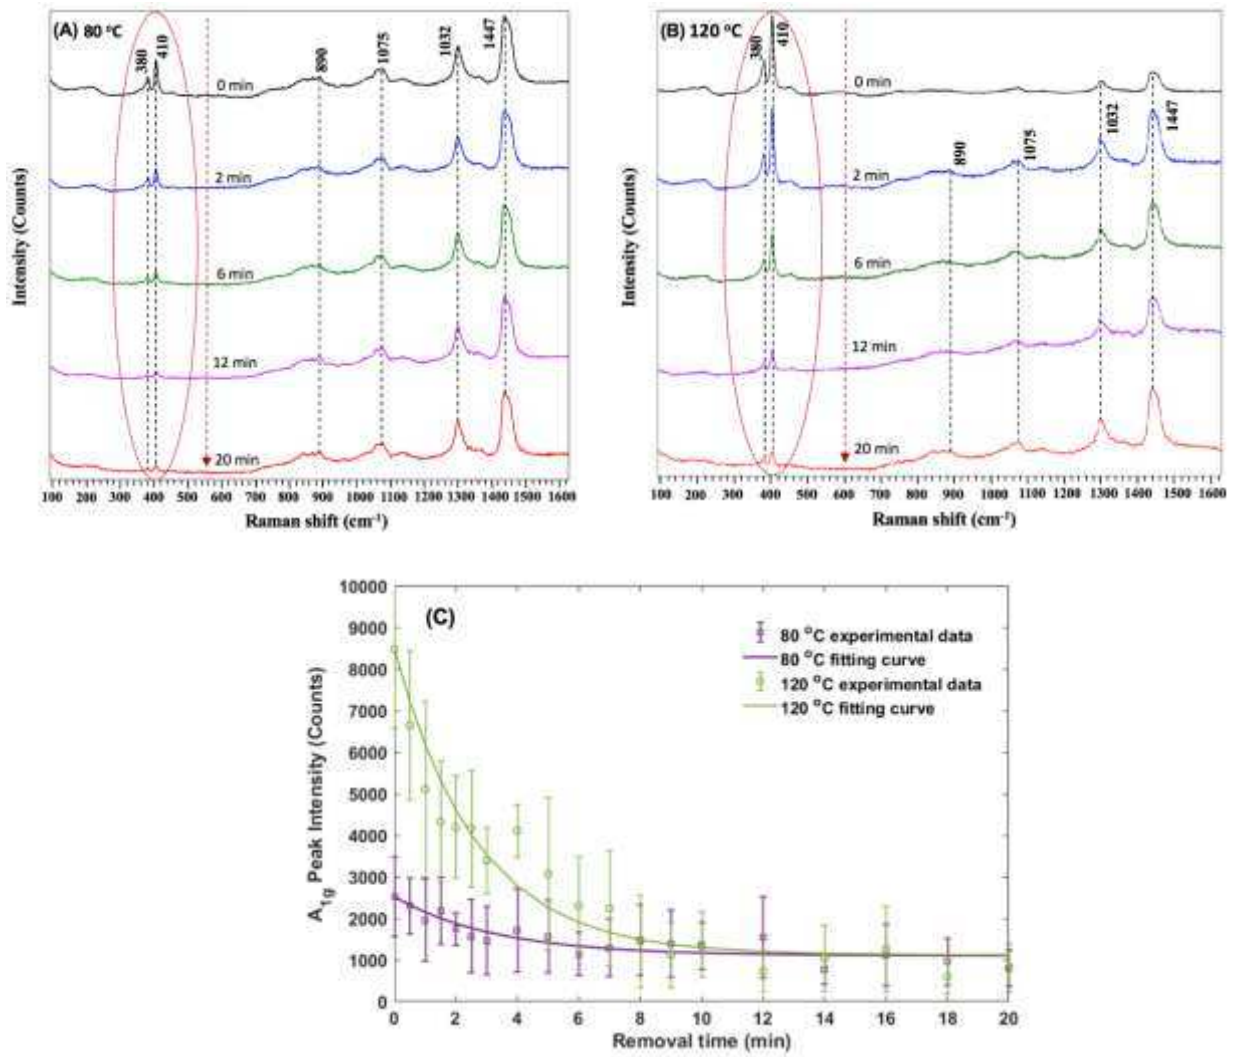 (A) 80 °C
380
410
890
1075
1032
1447
0 min
2 min
6 min
12 min
20 min
Intensity (Counts)
100 200 300 400 500 600 700 800 900 1000 1100 1200 1300 1400 1500 1600
Raman shift (cm⁻¹)
(B) 120 °C
380
410
0 min
890
1075
1032
1447
2 min
6 min
12 min
20 min
Intensity (Counts)
100 200 300 400 500 600 700 800 900 1000 1100 1200 1300 1400 1500 1600
Raman shift (cm⁻¹)
(C)
80 °C experimental data
80 °C fitting curve
120 °C experimental data
120 °C fitting curve
A1g Peak Intensity (Counts)
10000
9000
8000
7000
6000
5000
4000
3000
2000
1000
0
0 2 4 6 8 10 12 14 16 18 20
Removal time (min)